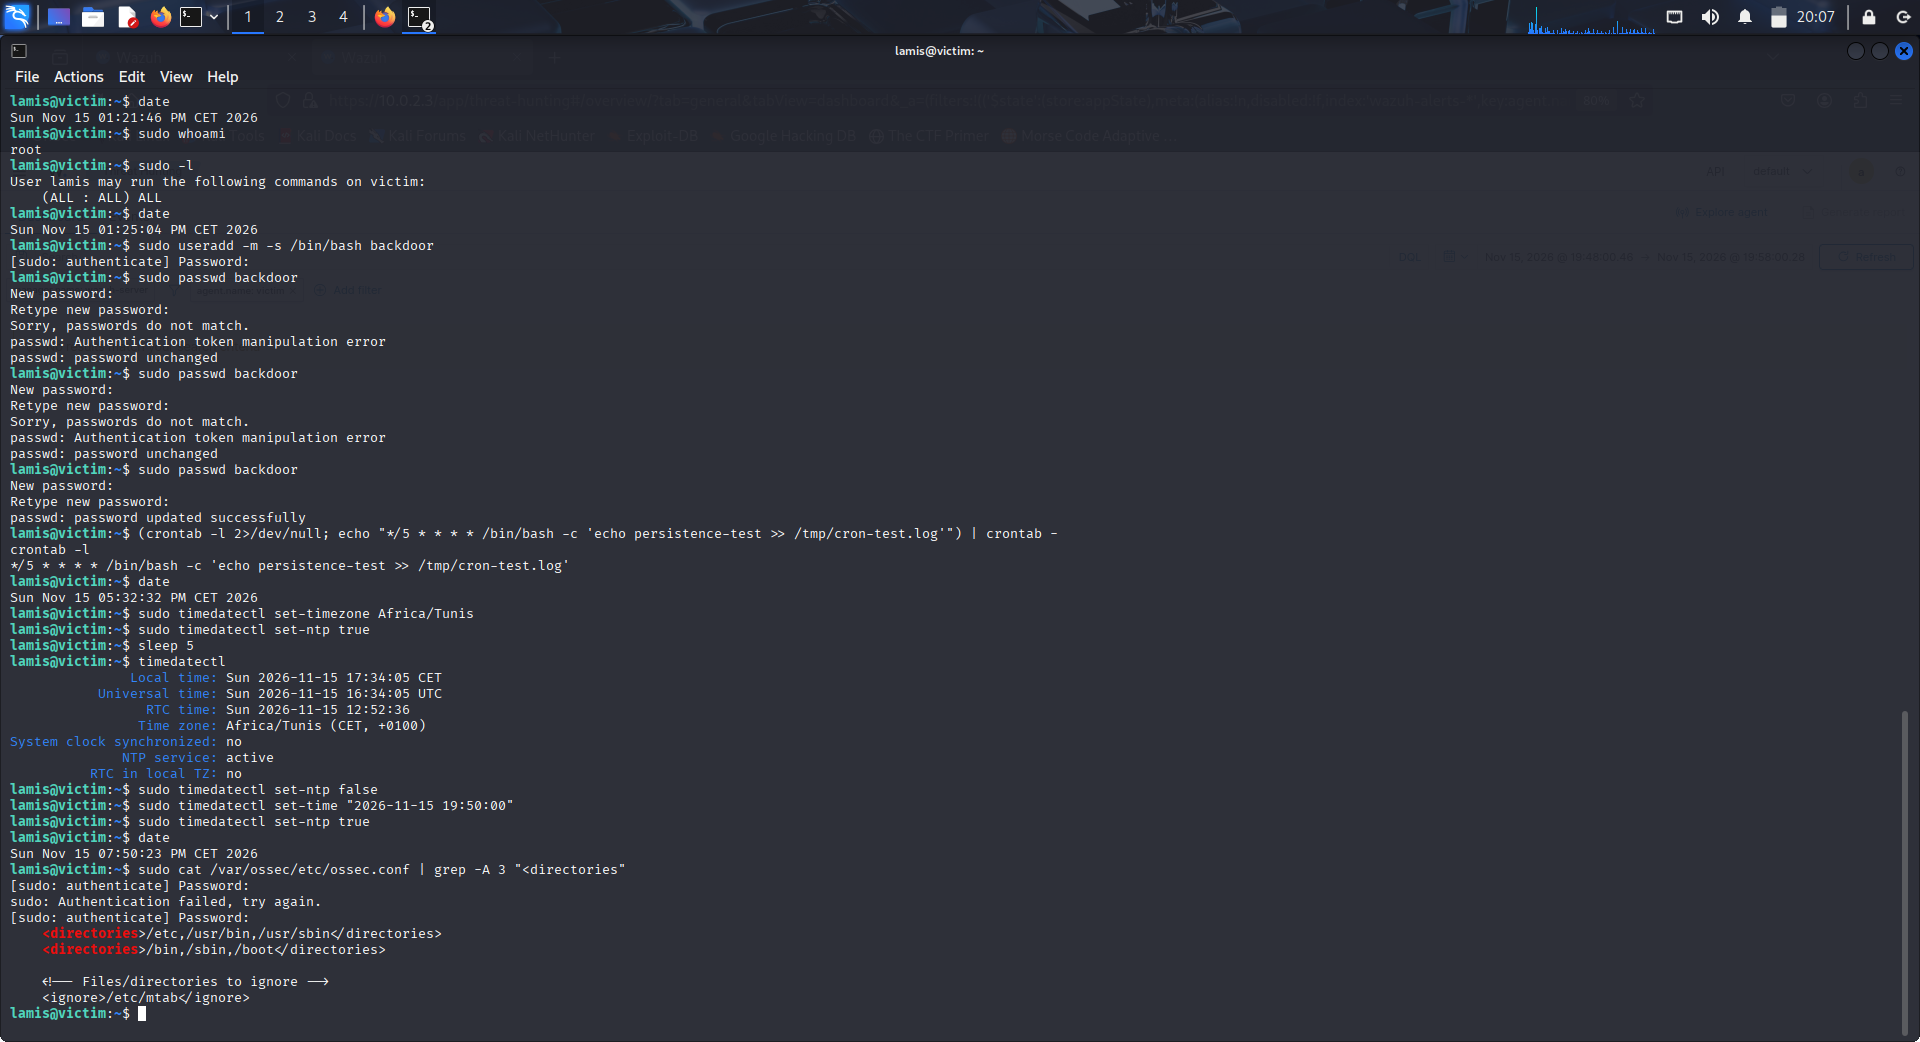 1 2 3 4
2
20:07
lamis@victim: ~
File Actions Edit View Help
lamis@victim:~$ date
Sun Nov 15 01:21:46 PM CET 2026
lamis@victim:~$ sudo whoami
root
lamis@victim:~$ sudo -l
User lamis may run the following commands on victim:
    (ALL : ALL) ALL
lamis@victim:~$ date
Sun Nov 15 01:25:04 PM CET 2026
lamis@victim:~$ sudo useradd -m -s /bin/bash backdoor
[sudo: authenticate] Password:
lamis@victim:~$ sudo passwd backdoor
New password:
Retype new password:
Sorry, passwords do not match.
passwd: Authentication token manipulation error
passwd: password unchanged
lamis@victim:~$ sudo passwd backdoor
New password:
Retype new password:
Sorry, passwords do not match.
passwd: Authentication token manipulation error
passwd: password unchanged
lamis@victim:~$ sudo passwd backdoor
New password:
Retype new password:
passwd: password updated successfully
lamis@victim:~$ (crontab -l 2>/dev/null; echo "*/5 * * * * /bin/bash -c 'echo persistence-test >> /tmp/cron-test.log'") | crontab -
crontab -l
*/5 * * * * /bin/bash -c 'echo persistence-test >> /tmp/cron-test.log'
lamis@victim:~$ date
Sun Nov 15 05:32:32 PM CET 2026
lamis@victim:~$ sudo timedatectl set-timezone Africa/Tunis
lamis@victim:~$ sudo timedatectl set-ntp true
lamis@victim:~$ sleep 5
lamis@victim:~$ timedatectl
               Local time: Sun 2026-11-15 17:34:05 CET
           Universal time: Sun 2026-11-15 16:34:05 UTC
                 RTC time: Sun 2026-11-15 12:52:36
                Time zone: Africa/Tunis (CET, +0100)
System clock synchronized: no
              NTP service: active
          RTC in local TZ: no
lamis@victim:~$ sudo timedatectl set-ntp false
lamis@victim:~$ sudo timedatectl set-time "2026-11-15 19:50:00"
lamis@victim:~$ sudo timedatectl set-ntp true
lamis@victim:~$ date
Sun Nov 15 07:50:23 PM CET 2026
lamis@victim:~$ sudo cat /var/ossec/etc/ossec.conf | grep -A 3 "<directories"
[sudo: authenticate] Password:
sudo: Authentication failed, try again.
[sudo: authenticate] Password:
    <directories>/etc,/usr/bin,/usr/sbin</directories>
    <directories>/bin,/sbin,/boot</directories>
    <!-- Files/directories to ignore -->
    <ignore>/etc/mtab</ignore>
lamis@victim:~$